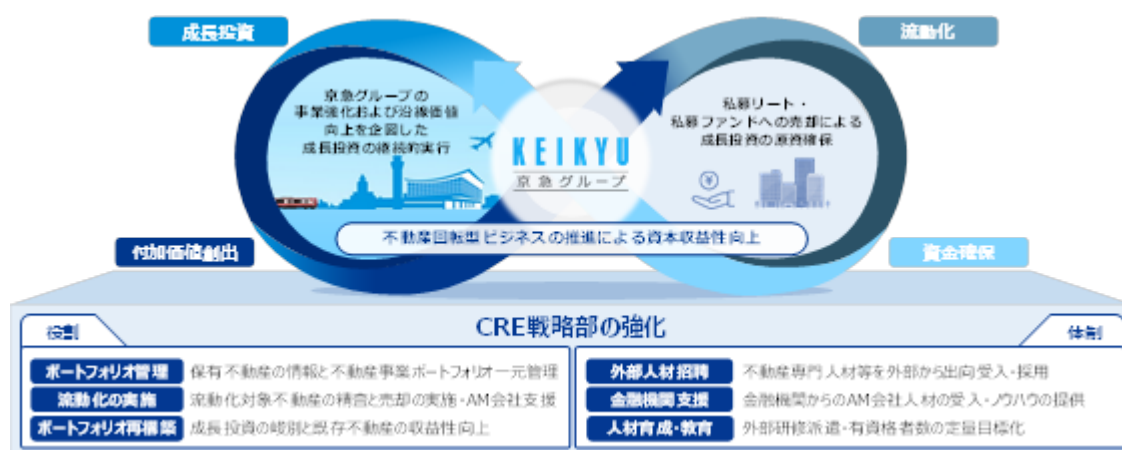 成長投資
流動化
京急グループの
事業強化および沿線価値
向上を企図した
成長投資の継続的実行
KEIKYU
京急グループ
私募リート・
私募ファンドへの売却による
成長投資の原資確保
不動産回転型ビジネスの推進による資本収益性向上
付加価値創出
資金確保
CRE戦略部の強化
役割
体制
ポートフォリオ管理 保有不動産の情報と不動産事業ポートフォリオ一元管理
流動化の実施 流動化対象不動産の精査と売却の実施・AM会社支援
ポートフォリオ再構築 成長投資の峻別と既存不動産の収益性向上
外部人材招聘 不動産専門人材等を外部から出向受入・採用
金融機関支援 金融機関からのAM会社人材の受入・ノウハウの提供
人材育成・教育 外部研修派遣・有資格者数の定量目標化